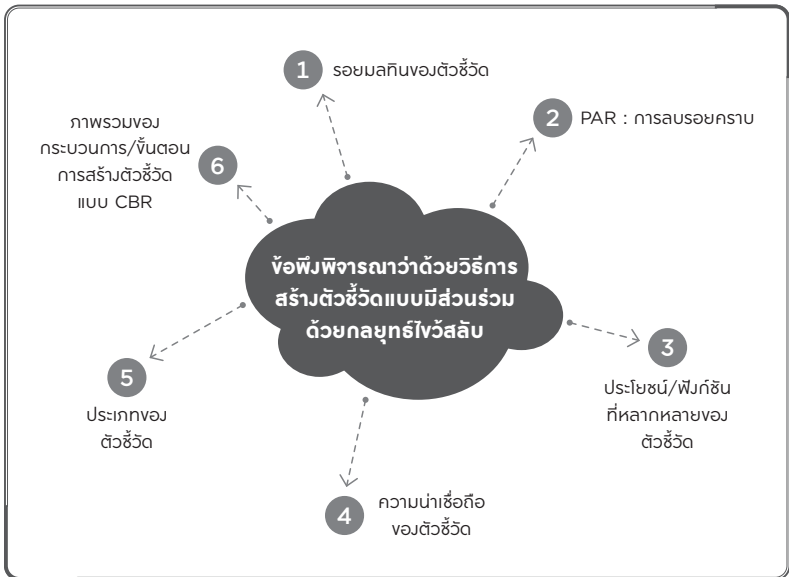 1 รอยมลทินของตัวชี้วัด
2 PAR : การลบรอยคราบ
ภาพรวมของ
กระบวนการ/ขั้นตอน
การสร้างตัวชี้วัด
แบบ CBR
6
ข้อพึงพิจารณาว่าด้วยวิธีการ
สร้างตัวชี้วัดแบบมีส่วนร่วม
ด้วยกลยุทธ์ไขว้สลับ
3
ประโยชน์/ฟังก์ชัน
ที่หลากหลายของ
ตัวชี้วัด
5
ประเภทของ
ตัวชี้วัด
4
ความน่าเชื่อถือ
ของตัวชี้วัด